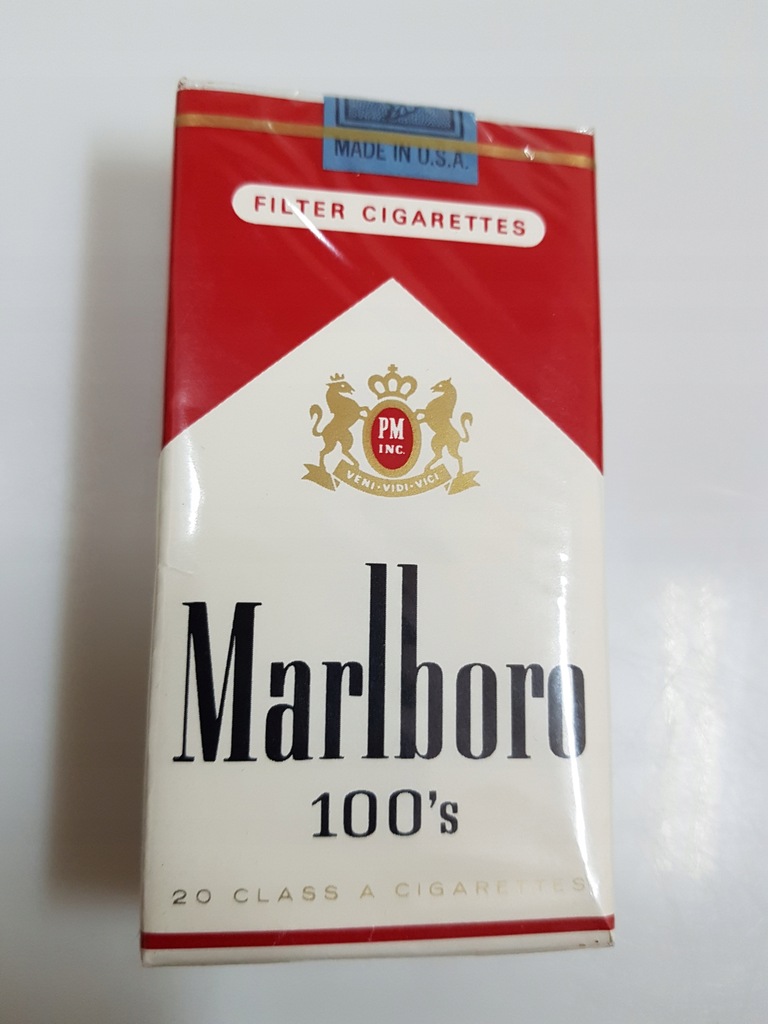 MADE IN U.S.A.
FILTER CIGARETTES
PM
INC.
VENI·VIDI·VICI
Marlboro
100's
20 CLASS A CIGARETTES